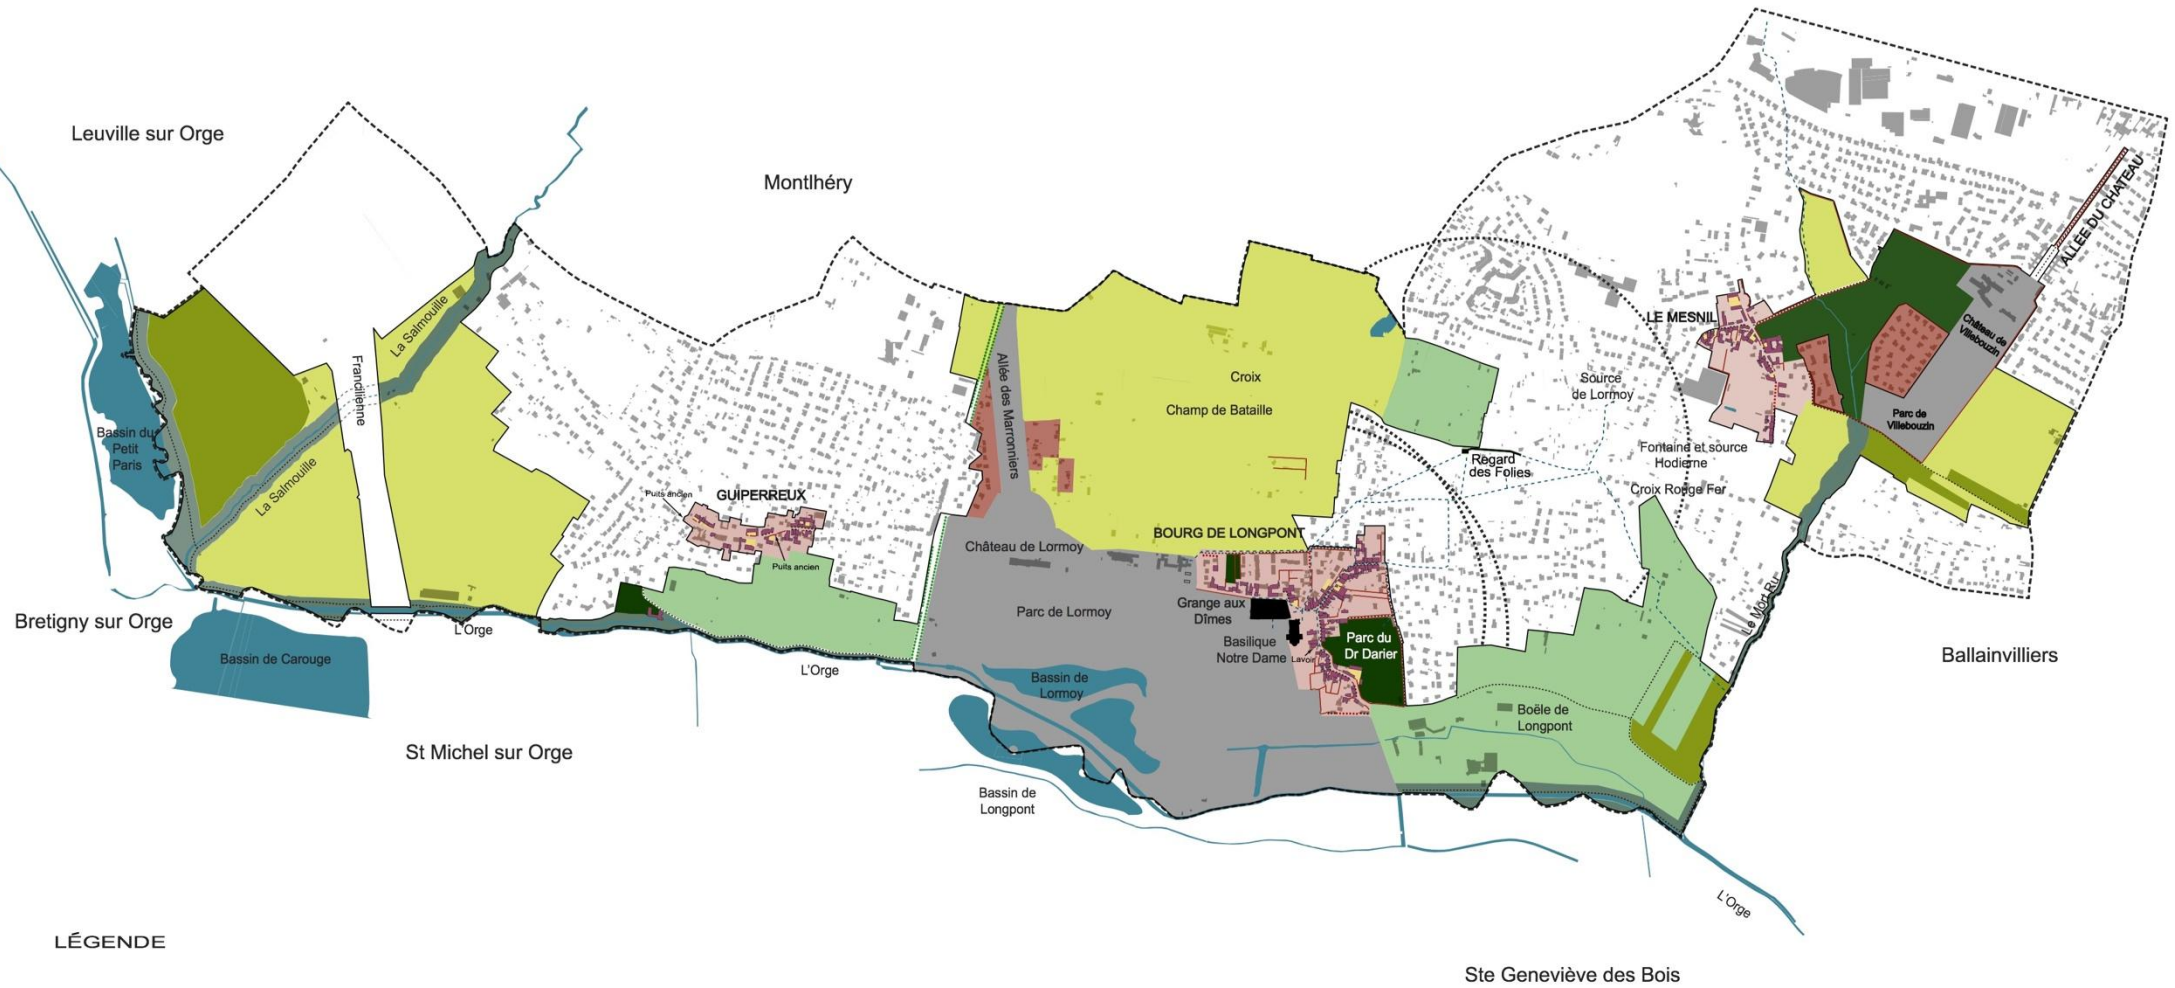 Leuville sur Orge
Montlhéry
ALLÉE DU CHATEAU
La Salmouille
Francilienne
LE MESNIL
Château de
Villebouzin
Allée des Marronniers
Croix
Champ de Bataille
Source
de Lormoy
Parc de
Villebouzin
Bassin du
Petit
Paris
La Salmouille
Regard
des Folies
Fontaine et source
Hodierne
Croix Rouge Fer
Puits ancien
GUIPERREUX
Puits ancien
Château de Lormoy
BOURG DE LONGPONT
Parc de Lormoy
Grange aux
Dîmes
Basilique
Notre Dame
Lavoir
Parc du
Dr Darier
Le Mort Ru
Bretigny sur Orge
L'Orge
Bassin de Carouge
L'Orge
Bassin de
Lormoy
Ballainvilliers
Boële de
Longpont
St Michel sur Orge
Bassin de
Longpont
L'Orge
LÉGENDE
Ste Geneviève des Bois